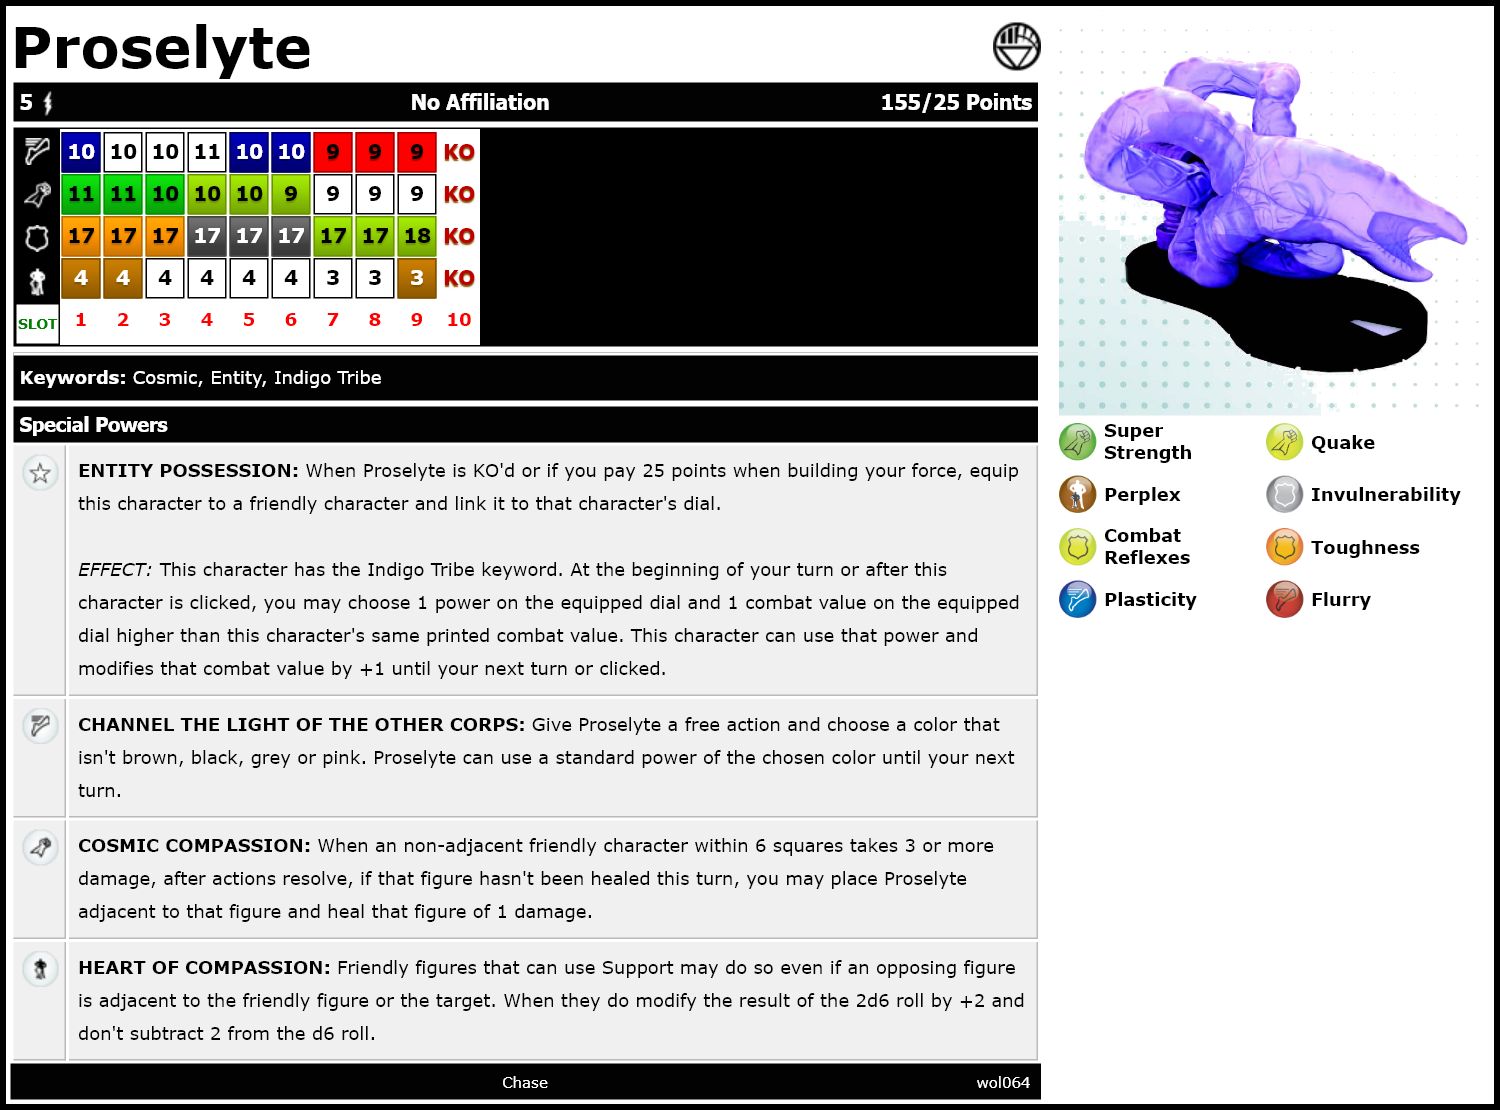 Proselyte
5 No Affiliation 155/25 Points
10 10 10 11 10 10 9 9 9 KO
11 11 10 10 10 9 9 9 9 KO
17 17 17 17 17 17 17 17 18 KO
4 4 4 4 4 4 3 3 3 KO
SLOT 1 2 3 4 5 6 7 8 9 10
Keywords: Cosmic, Entity, Indigo Tribe
Special Powers
ENTITY POSSESSION: When Proselyte is KO'd or if you pay 25 points when building your force, equip
this character to a friendly character and link it to that character's dial.
EFFECT: This character has the Indigo Tribe keyword. At the beginning of your turn or after this
character is clicked, you may choose 1 power on the equipped dial and 1 combat value on the equipped
dial higher than this character's same printed combat value. This character can use that power and
modifies that combat value by +1 until your next turn or clicked.
CHANNEL THE LIGHT OF THE OTHER CORPS: Give Proselyte a free action and choose a color that
isn't brown, black, grey or pink. Proselyte can use a standard power of the chosen color until your next
turn.
COSMIC COMPASSION: When an non-adjacent friendly character within 6 squares takes 3 or more
damage, after actions resolve, if that figure hasn't been healed this turn, you may place Proselyte
adjacent to that figure and heal that figure of 1 damage.
HEART OF COMPASSION: Friendly figures that can use Support may do so even if an opposing figure
is adjacent to the friendly figure or the target. When they do modify the result of the 2d6 roll by +2 and
don't subtract 2 from the d6 roll.
Chase wol064
Super
Strength
Quake
Perplex
Invulnerability
Combat
Reflexes
Toughness
Plasticity
Flurry